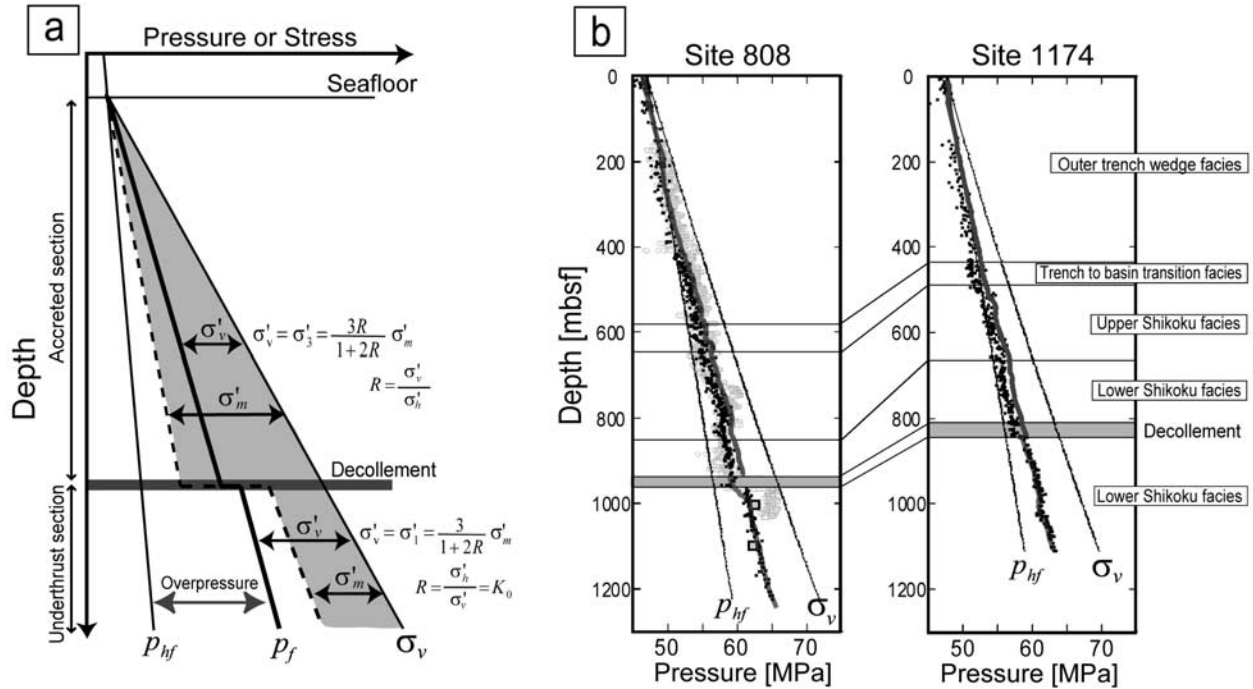 a
Pressure or Stress
Seafloor
Depth
Accreted section
Underthrust section
σ'v
σ'v = σ'3 = 3R / 1+2R σ'm
R = σ'v / σ'h
σ'm
Decollement
σ'v
σ'v = σ'1 = 3 / 1+2R σ'm
σ'm
R = σ'h / σ'v = K0
Overpressure
phf
pf
σv
b
Site 808
Site 1174
Depth [mbsf]
0
200
400
600
800
1000
1200
phf
σv
50 60 70
Pressure [MPa]
0
200
400
600
800
1000
1200
phf
σv
50 60 70
Pressure [MPa]
Outer trench wedge facies
Trench to basin transition facies
Upper Shikoku facies
Lower Shikoku facies
Decollement
Lower Shikoku facies